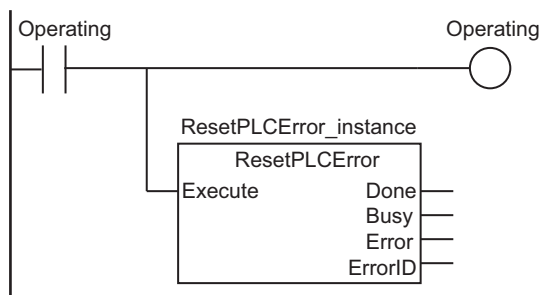 Operating Operating
ResetPLCError_instance
ResetPLCError
Execute Done
Busy
Error
ErrorID